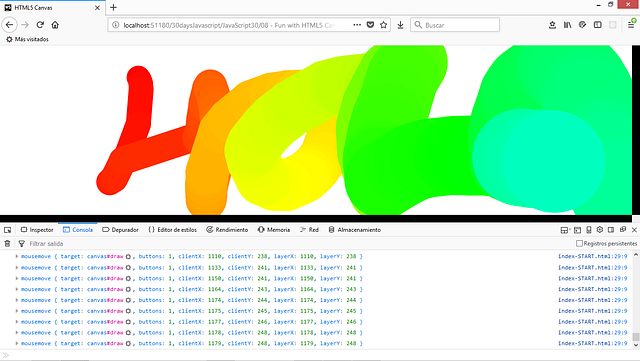 HTML5 Canvas
localhost:51180/30daysJavascript/JavaScript30/08 - Fun with HTML5 Canvas
Buscar
Más visitados
Inspector Consola Depurador Editor de estilos Rendimiento Memoria Red Almacenamiento
Filtrar salida
Registros persistentes
mousemove { target: canvas#draw, buttons: 1, clientX: 1110, clientY: 238, layerX: 1110, layerY: 238 } index-START.html:29:9
mousemove { target: canvas#draw, buttons: 1, clientX: 1133, clientY: 241, layerX: 1133, layerY: 241 } index-START.html:29:9
mousemove { target: canvas#draw, buttons: 1, clientX: 1150, clientY: 241, layerX: 1150, layerY: 241 } index-START.html:29:9
mousemove { target: canvas#draw, buttons: 1, clientX: 1164, clientY: 243, layerX: 1164, layerY: 243 } index-START.html:29:9
mousemove { target: canvas#draw, buttons: 1, clientX: 1174, clientY: 244, layerX: 1174, layerY: 244 } index-START.html:29:9
mousemove { target: canvas#draw, buttons: 1, clientX: 1175, clientY: 245, layerX: 1175, layerY: 245 } index-START.html:29:9
mousemove { target: canvas#draw, buttons: 1, clientX: 1177, clientY: 246, layerX: 1177, layerY: 246 } index-START.html:29:9
mousemove { target: canvas#draw, buttons: 1, clientX: 1178, clientY: 248, layerX: 1178, layerY: 248 } index-START.html:29:9
mousemove { target: canvas#draw, buttons: 1, clientX: 1179, clientY: 248, layerX: 1179, layerY: 249 } index-START.html:29:9